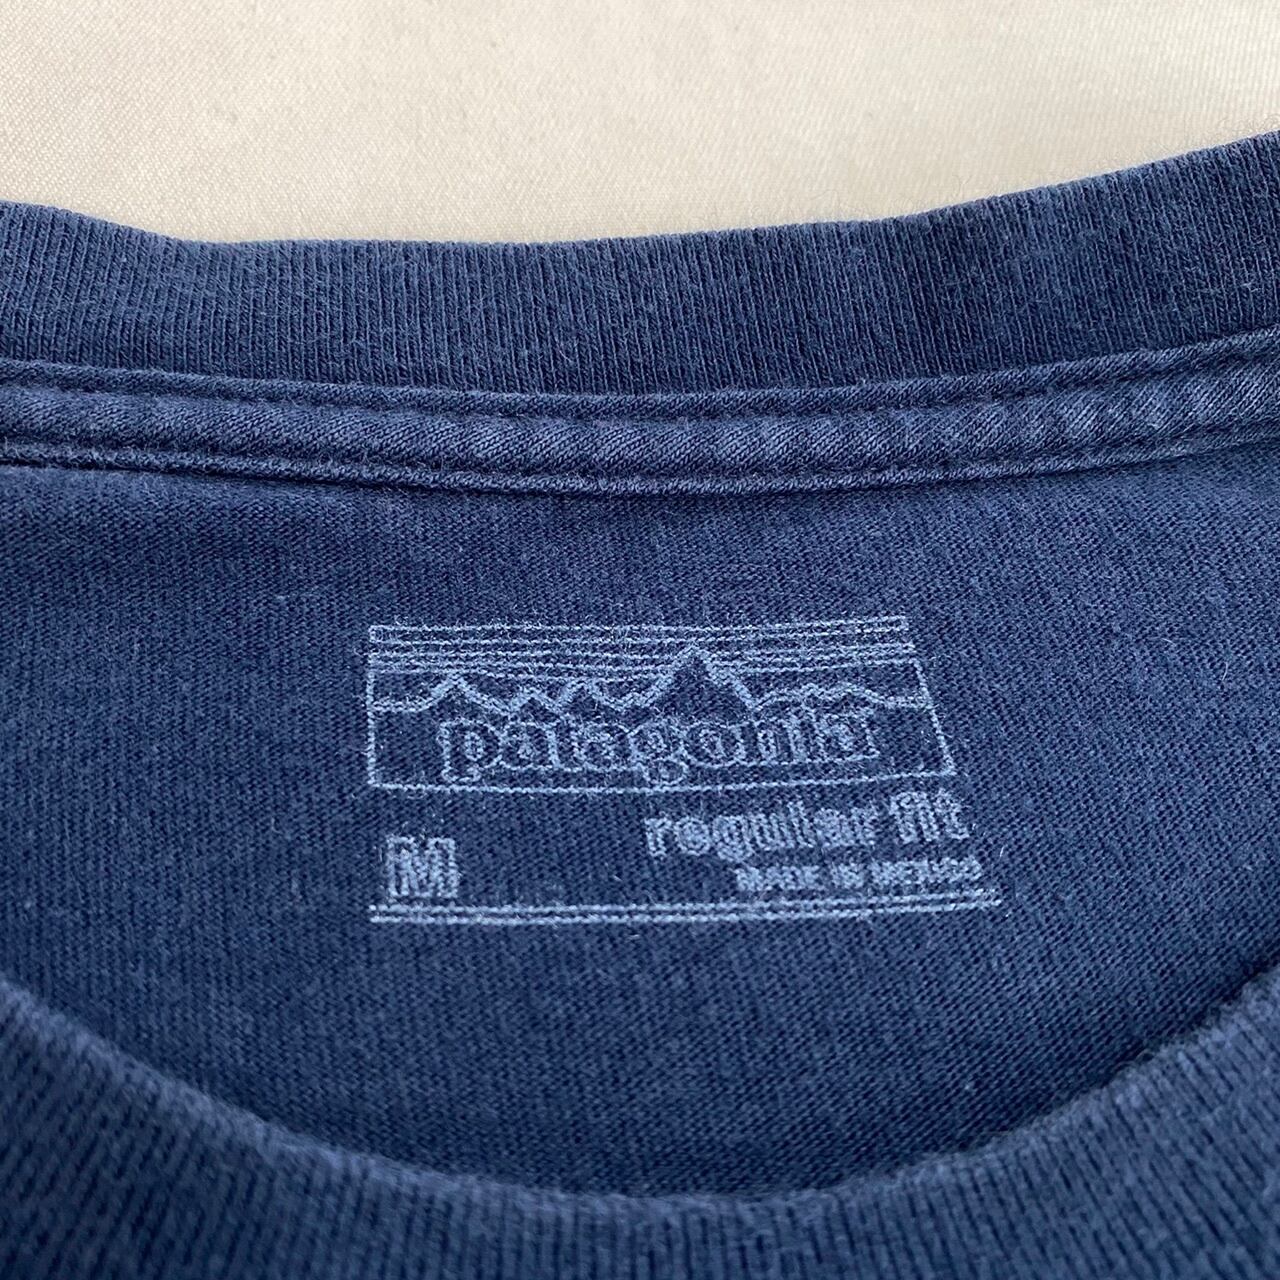 patagonia
regular fit
M
MADE IN MEXICO